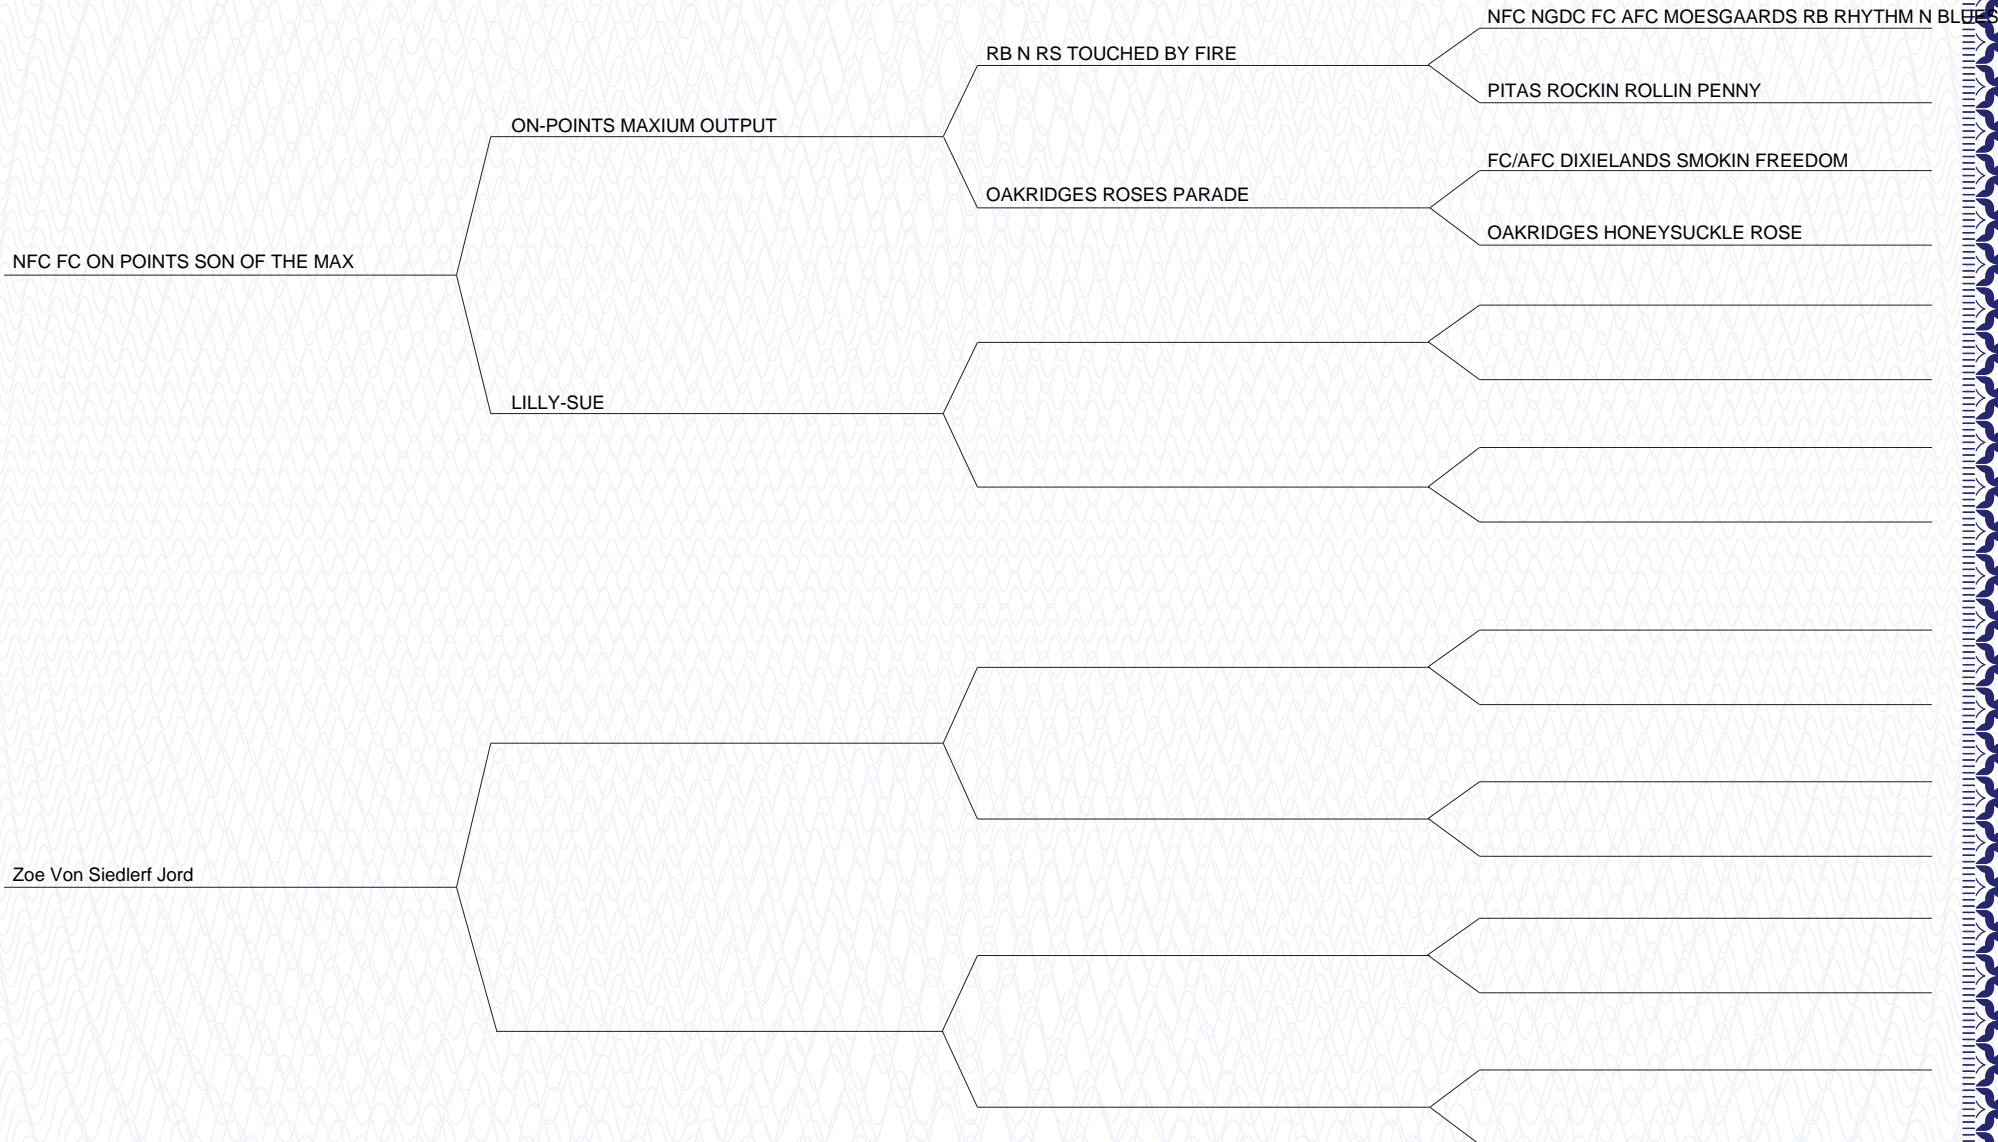 NFC NGDC FC AFC MOESGAARDS RB RHYTHM N BLUES
RB N RS TOUCHED BY FIRE
PITAS ROCKIN ROLLIN PENNY
ON-POINTS MAXIUM OUTPUT
FC/AFC DIXIELANDS SMOKIN FREEDOM
OAKRIDGES ROSES PARADE
OAKRIDGES HONEYSUCKLE ROSE
NFC FC ON POINTS SON OF THE MAX
LILLY-SUE
Zoe Von Siedlerf Jord